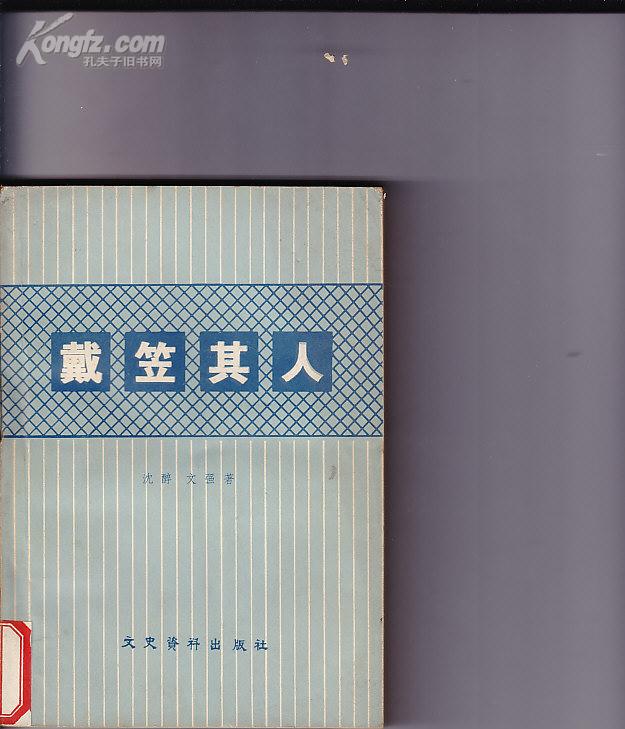 Kongfz.com
孔夫子旧书网
戴笠其人
沈醉 文强著
文史资料出版社